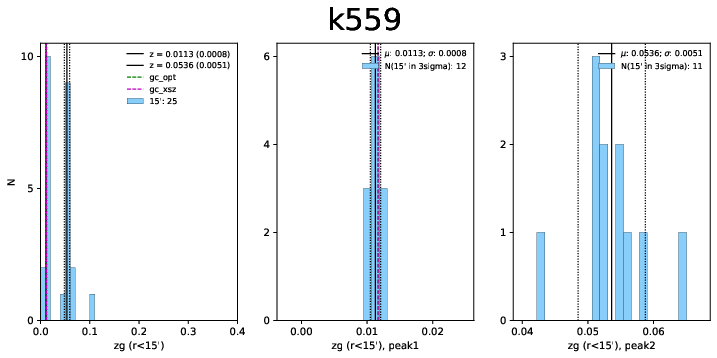 k559
z = 0.0113 (0.0008)
z = 0.0536 (0.0051)
gc_opt
gc_xsz
15': 25
N
10
5
0
0.0 0.1 0.2 0.3 0.4
zg (r<15')
μ: 0.0113; σ: 0.0008
N(15' in 3sigma): 12
6
4
2
0
0.00 0.01 0.02
zg (r<15'), peak1
μ: 0.0536; σ: 0.0051
N(15' in 3sigma): 11
3
2
1
0
0.04 0.05 0.06
zg (r<15'), peak2